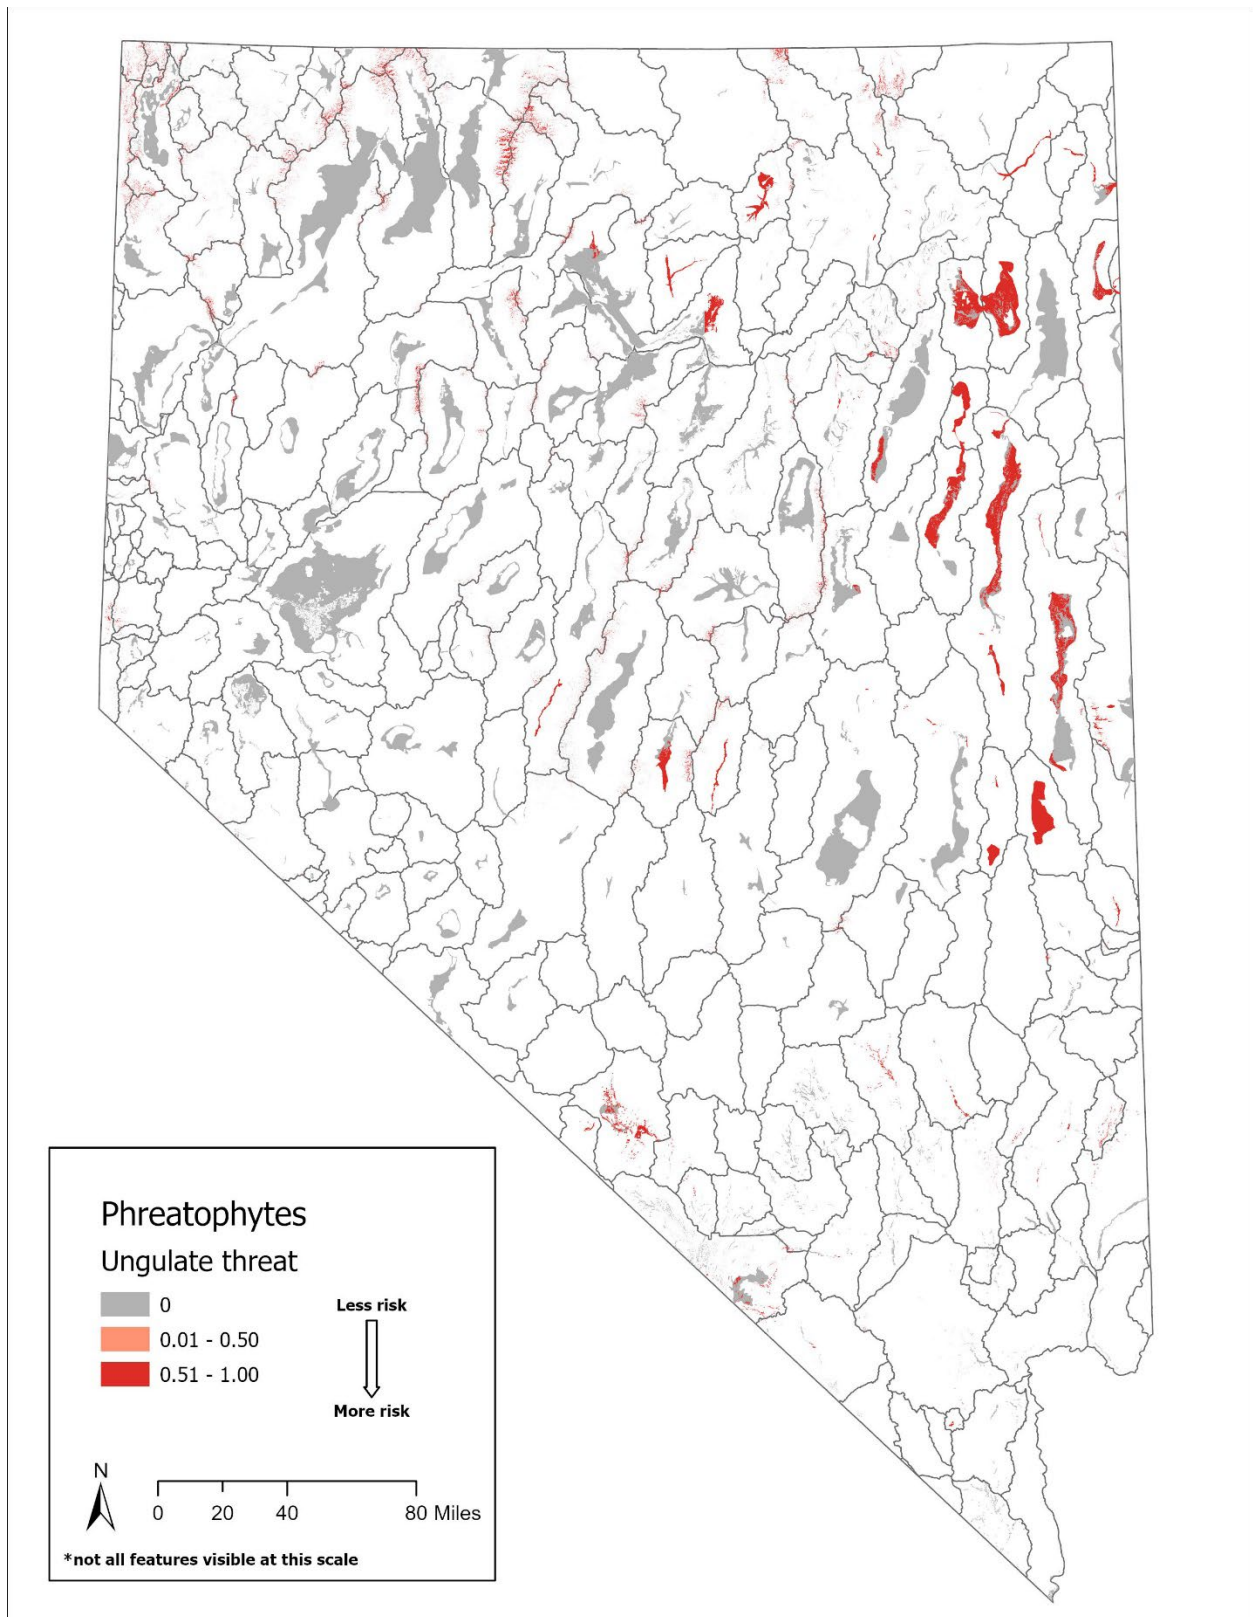 Phreatophytes
Ungulate threat
0
0.01 - 0.50
0.51 - 1.00
Less risk
More risk
N
0 20 40 80 Miles
*not all features visible at this scale